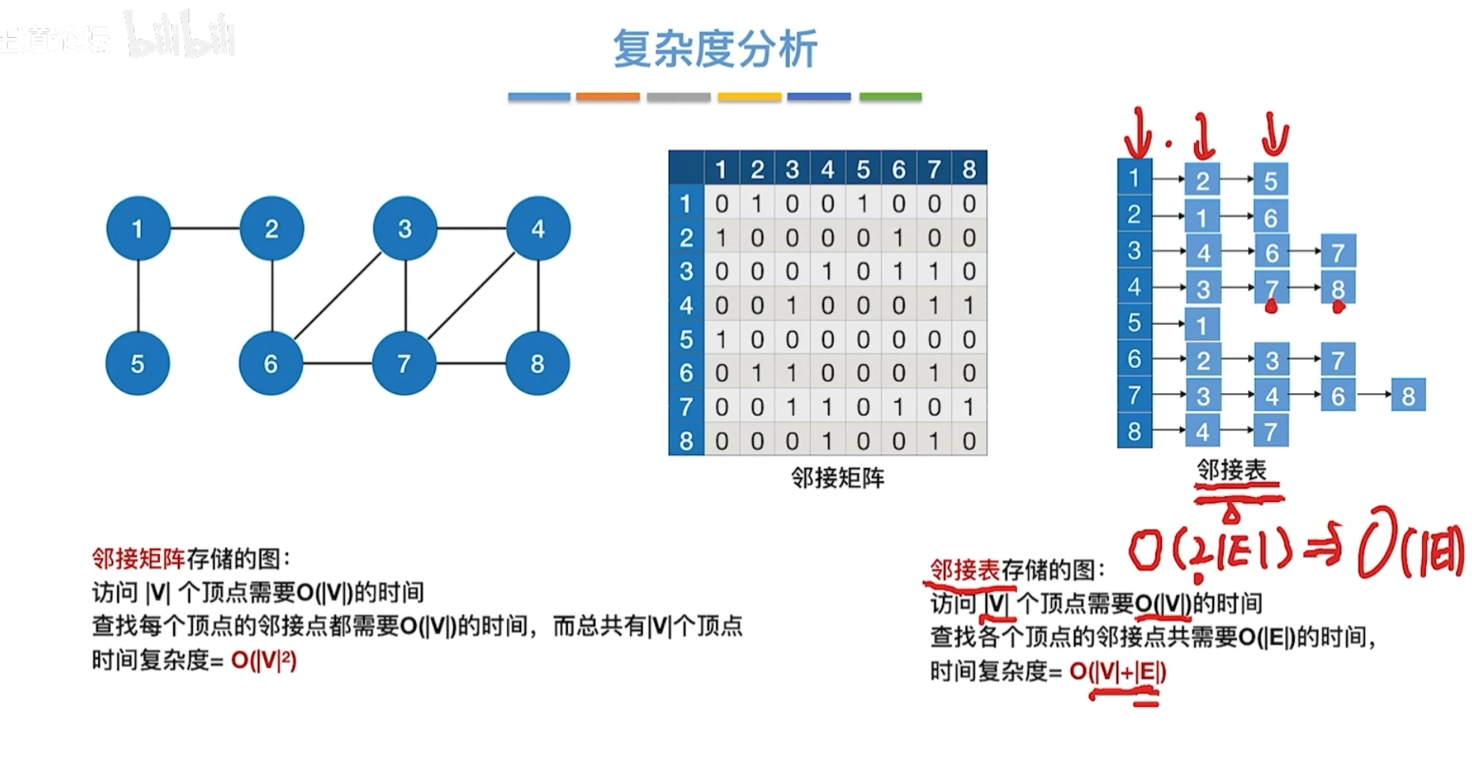 bilibili
复杂度分析
1 2 3 4
5 6 7 8
1 2 3 4 5 6 7 8
1 0 1 0 0 1 0 0 0
2 1 0 0 0 0 1 0 0
3 0 0 0 1 0 1 1 0
4 0 0 1 0 0 0 1 1
5 1 0 0 0 0 0 0 0
6 0 1 1 0 0 0 1 0
7 0 0 1 1 0 1 0 1
8 0 0 0 1 0 0 1 0
邻接矩阵
1 2 5
2 1 6
3 4 6 7
4 3 7 8
5 1
6 2 3 7
7 3 4 6 8
8 4 7
邻接表
O(2|E|) ⇒ O(|E|)
邻接矩阵存储的图：
访问 |V| 个顶点需要O(|V|)的时间
查找每个顶点的邻接点都需要O(|V|)的时间，而总共有|V|个顶点
时间复杂度= O(|V|²)
邻接表存储的图：
访问 |V| 个顶点需要O(|V|)的时间
查找各个顶点的邻接点共需要O(|E|)的时间，
时间复杂度= O(|V|+|E|)